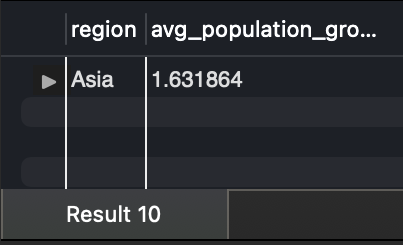 region avg_population_gro...
Asia 1.631864
Result 10